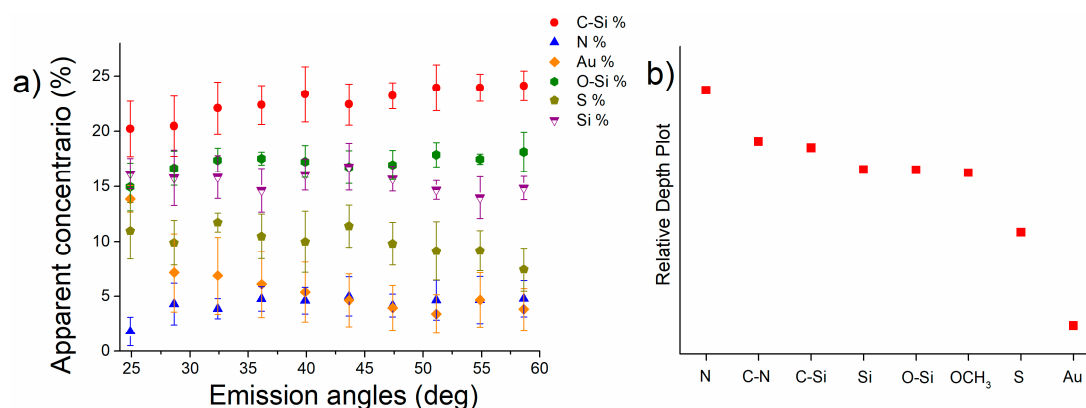 a)
Apparent concentrario (%)
25
20
15
10
5
0
25 30 35 40 45 50 55 60
Emission angles (deg)
C-Si %
N %
Au %
O-Si %
S %
Si %
b)
Relative Depth Plot
N C-N C-Si Si O-Si OCH₃ S Au